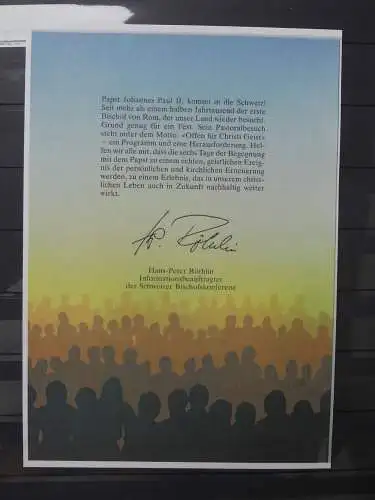 Papst Johannes Paul II. kommt in die Schweiz!
Seit mehr als einem halben Jahrtausend der erste
Bischof von Rom, der unser Land wieder besucht.
Grund genug für ein Fest. Sein Pastoralbesuch
steht unter dem Motto: «Offen für Christi Geist»
– ein Programm und eine Herausforderung. Hel-
fen wir alle mit, dass die sechs Tage der Begegnung
mit dem Papst zu einem echten, geistlichen Ereig-
nis der persönlichen und kirchlichen Erneuerung
werden, zu einem Erlebnis, das in unserem christ-
lichen Leben auch in Zukunft nachhaltig weiter
wirkt.
Hans-Peter Röthlin
Informationsbeauftragter
der Schweizer Bischofskonferenz